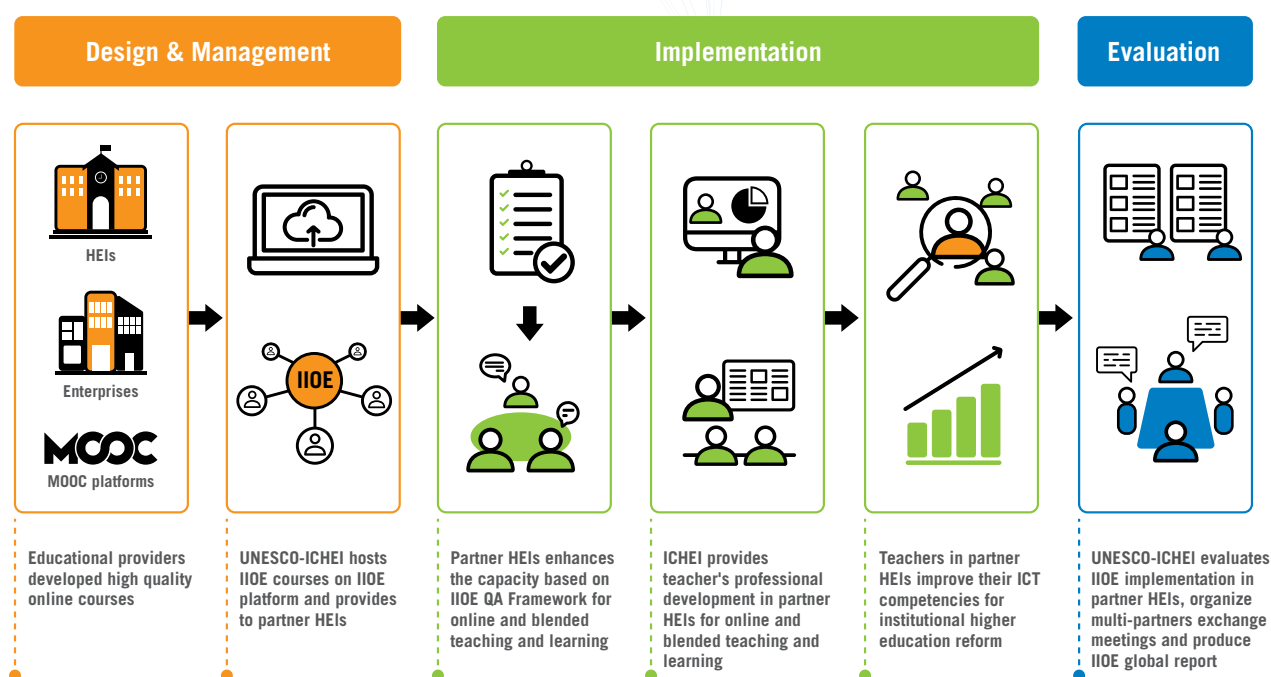 Design & Management
Implementation
Evaluation
HEIs
Enterprises
MOOC
MOOC platforms
IIOE
Educational providers
developed high quality
online courses
UNESCO-ICHEI hosts
IIOE courses on IIOE
platform and provides
to partner HEIs
Partner HEIs enhances
the capacity based on
IIOE QA Framework for
online and blended
teaching and learning
ICHEI provides
teacher's professional
development in partner
HEIs for online and
blended teaching and
learning
Teachers in partner
HEIs improve their ICT
competencies for
institutional higher
education reform
UNESCO-ICHEI evaluates
IIOE implementation in
partner HEIs, organize
multi-partners exchange
meetings and produce
IIOE global report